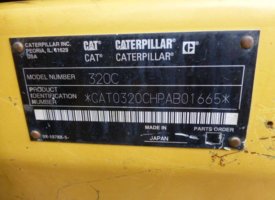 CATERPILLAR INC.
PEORIA, IL 61629
USA
CAT CATERPILLAR
CAT CATERPILLAR
MODEL NUMBER 320C
PRODUCT
IDENTIFICATION
NUMBER *CAT0320CHPAB01665*
MADE IN
JAPAN
PARTS ORDER